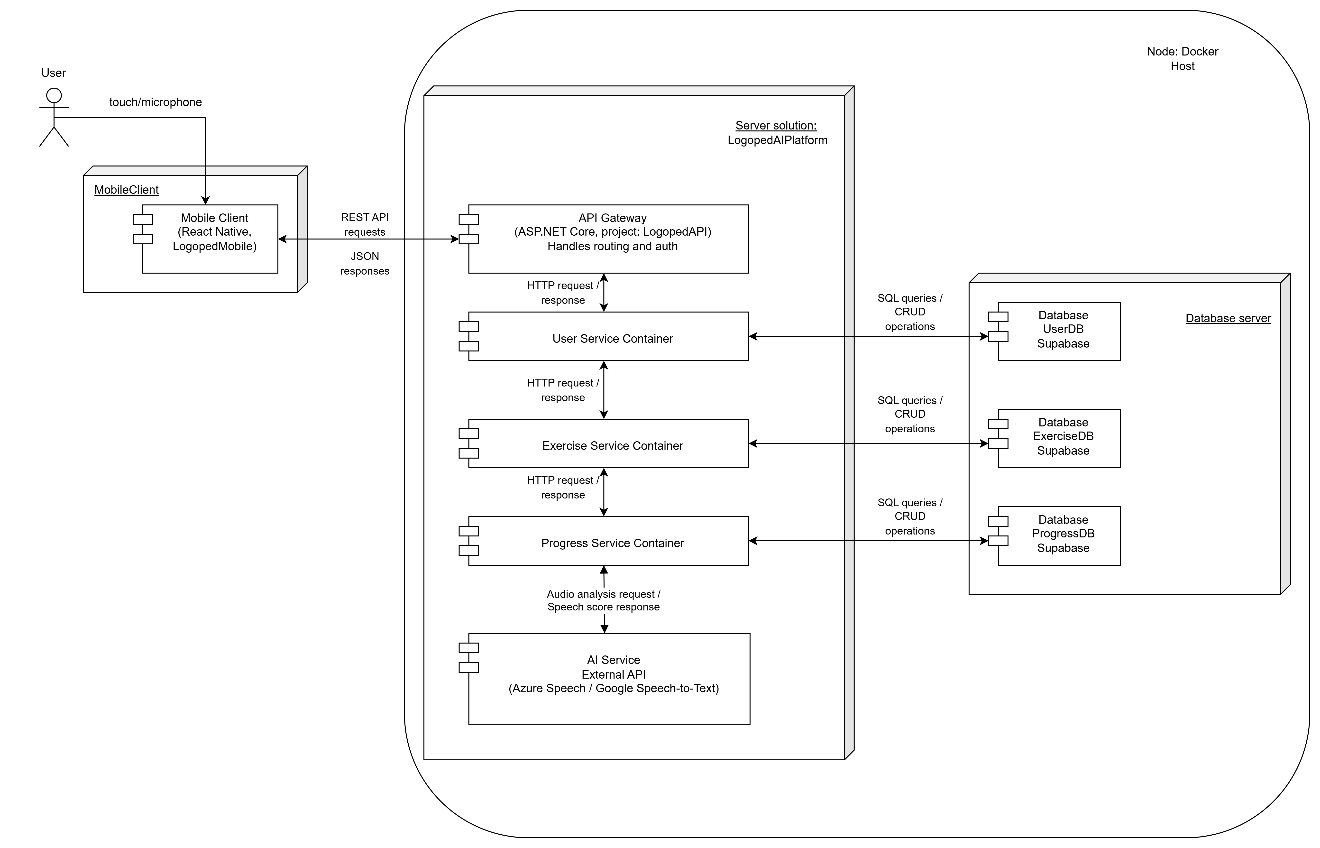 User
touch/microphone
MobileClient
Mobile Client
(React Native,
LogopedMobile)
REST API
requests
JSON
responses
Node: Docker
Host
Server solution:
LogopedAIPlatform
API Gateway
(ASP.NET Core, project: LogopedAPI)
Handles routing and auth
HTTP request /
response
User Service Container
HTTP request /
response
Exercise Service Container
HTTP request /
response
Progress Service Container
Audio analysis request /
Speech score response
AI Service
External API
(Azure Speech / Google Speech-to-Text)
SQL queries /
CRUD
operations
SQL queries /
CRUD
operations
SQL queries /
CRUD
operations
Database server
Database
UserDB
Supabase
Database
ExerciseDB
Supabase
Database
ProgressDB
Supabase